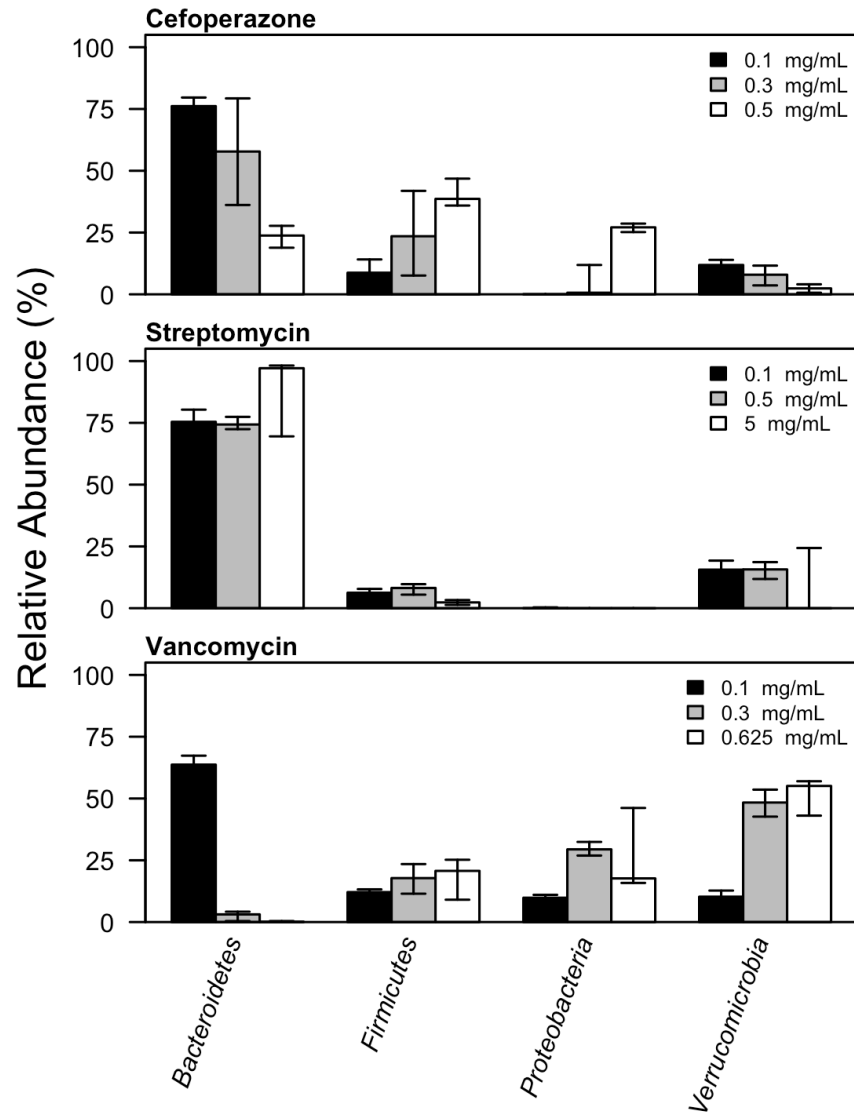 Cefoperazone
100
75
50
25
0
0.1 mg/mL
0.3 mg/mL
0.5 mg/mL
Streptomycin
100
75
50
25
0
0.1 mg/mL
0.5 mg/mL
5 mg/mL
Vancomycin
100
75
50
25
0
0.1 mg/mL
0.3 mg/mL
0.625 mg/mL
Relative Abundance (%)
Bacteroidetes
Firmicutes
Proteobacteria
Verrucomicrobia